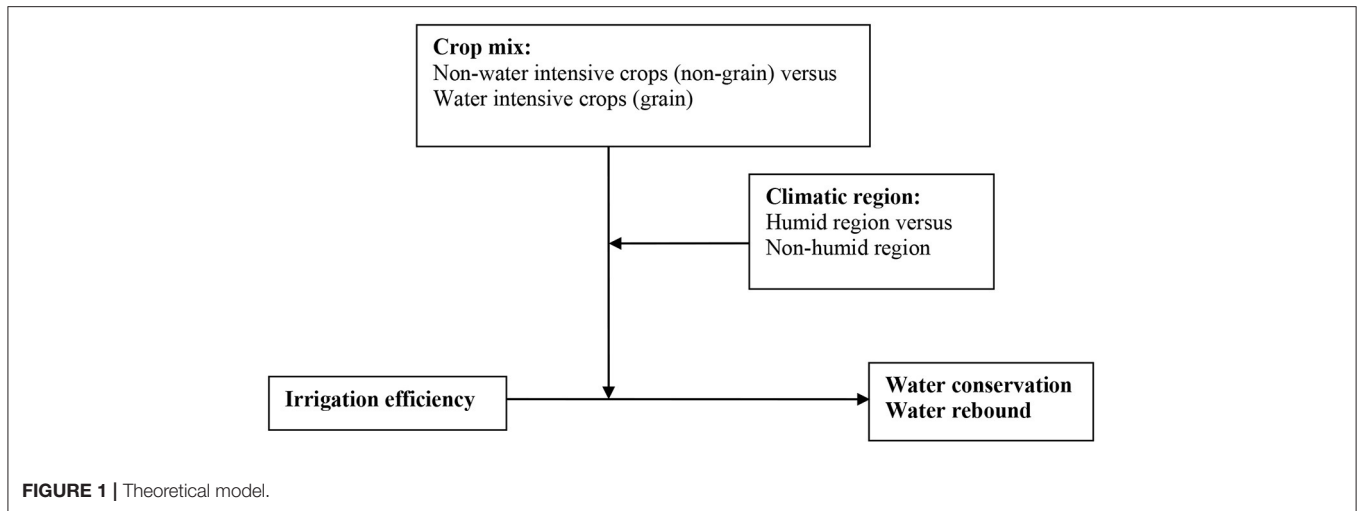 Crop mix:
Non-water intensive crops (non-grain) versus
Water intensive crops (grain)
Climatic region:
Humid region versus
Non-humid region
Irrigation efficiency
Water conservation
Water rebound
FIGURE 1 | Theoretical model.